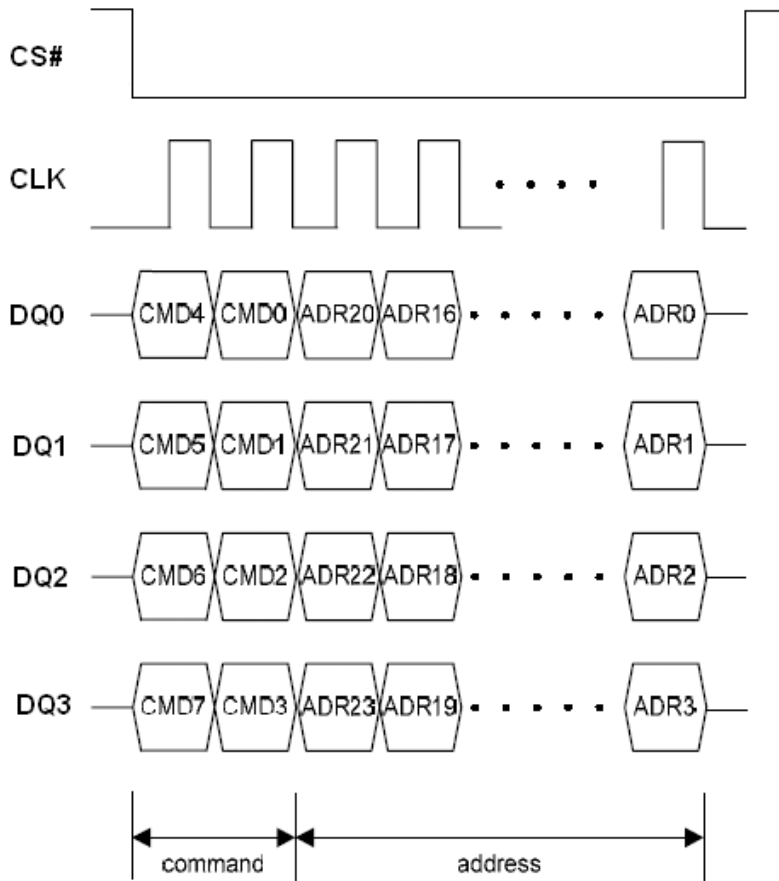 CS#
CLK
DQ0 CMD4 CMD0 ADR20 ADR16 ADR0
DQ1 CMD5 CMD1 ADR21 ADR17 ADR1
DQ2 CMD6 CMD2 ADR22 ADR18 ADR2
DQ3 CMD7 CMD3 ADR23 ADR19 ADR3
command address